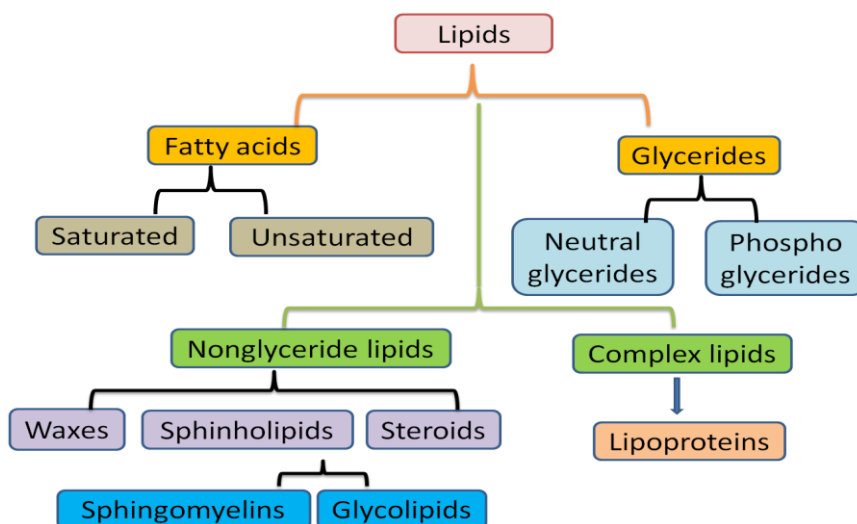 Lipids
Fatty acids
Glycerides
Saturated
Unsaturated
Neutral
glycerides
Phospho
glycerides
Nonglyceride lipids
Complex lipids
Waxes
Sphinholipids
Steroids
Lipoproteins
Sphingomyelins
Glycolipids